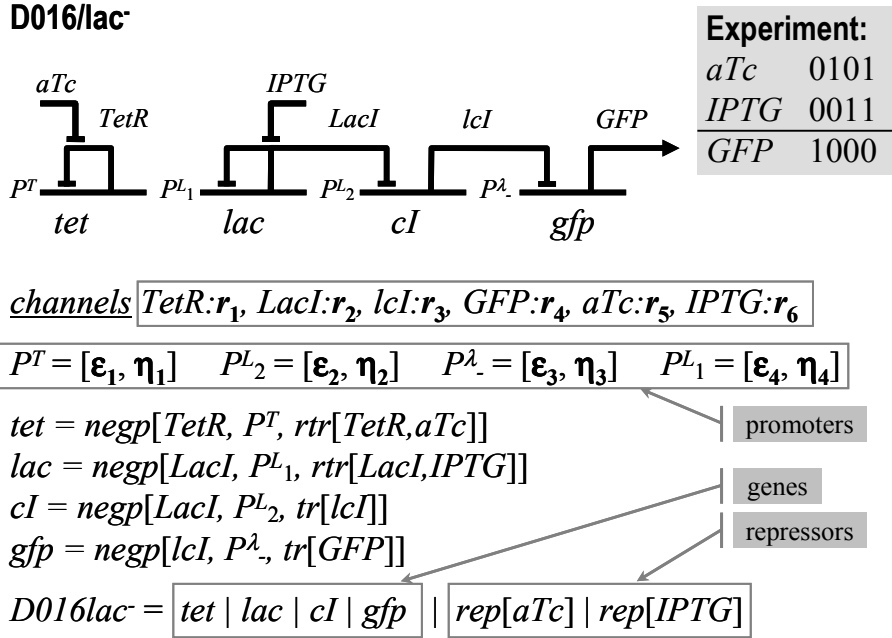 D016/lac-
Experiment:
aTc 0101
IPTG 0011
GFP 1000
aTc IPTG
TetR LacI lcI GFP
P^T P^L₁ P^L₂ P^λ₋
tet lac cI gfp
channels TetR:r₁, LacI:r₂, lcI:r₃, GFP:r₄, aTc:r₅, IPTG:r₆
P^T = [ε₁, η₁] P^L₂ = [ε₂, η₂] P^λ₋ = [ε₃, η₃] P^L₁ = [ε₄, η₄]
promoters
tet = negp[TetR, P^T, rtr[TetR,aTc]]
lac = negp[LacI, P^L₁, rtr[LacI,IPTG]]
genes
cI = negp[LacI, P^L₂, tr[lcI]]
repressors
gfp = negp[lcI, P^λ₋, tr[GFP]]
D016lac- = tet | lac | cI | gfp | rep[aTc] | rep[IPTG]